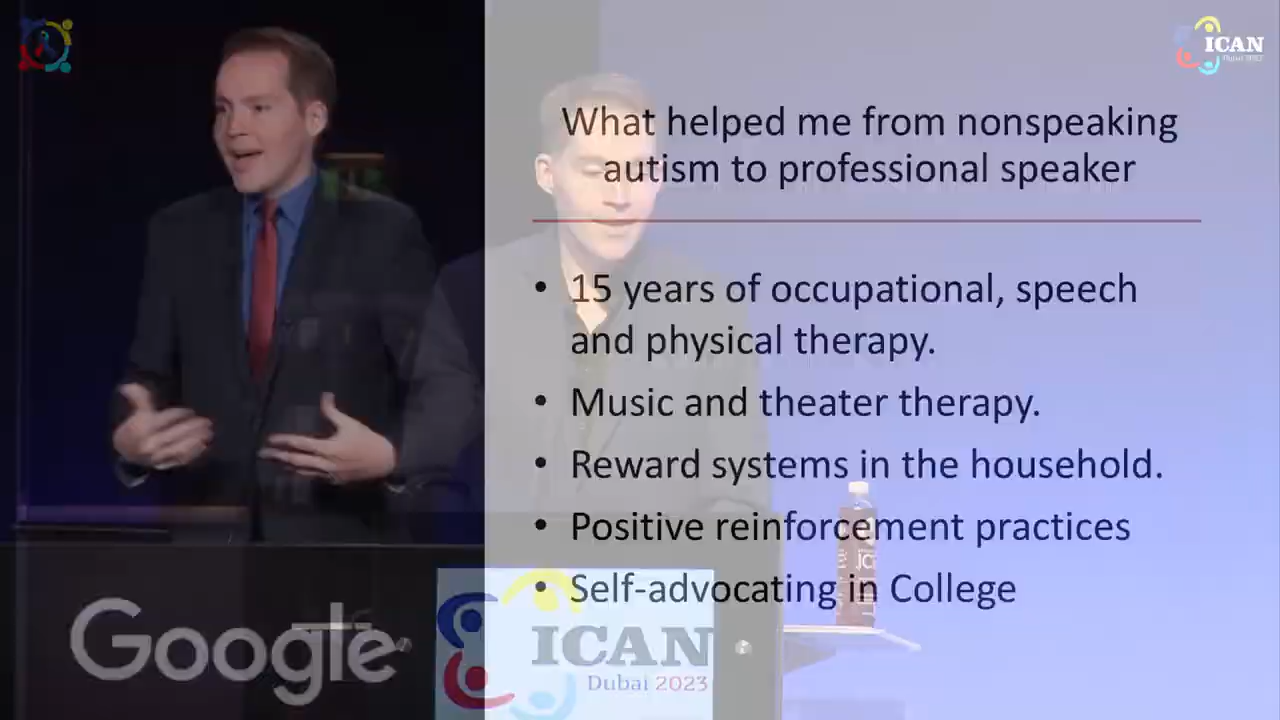 ICAN
Dubai 2023
What helped me from nonspeaking
autism to professional speaker
• 15 years of occupational, speech
and physical therapy.
• Music and theater therapy.
• Reward systems in the household.
• Positive reinforcement practices
• Self-advocating in College
Google
ICAN
Dubai 2023